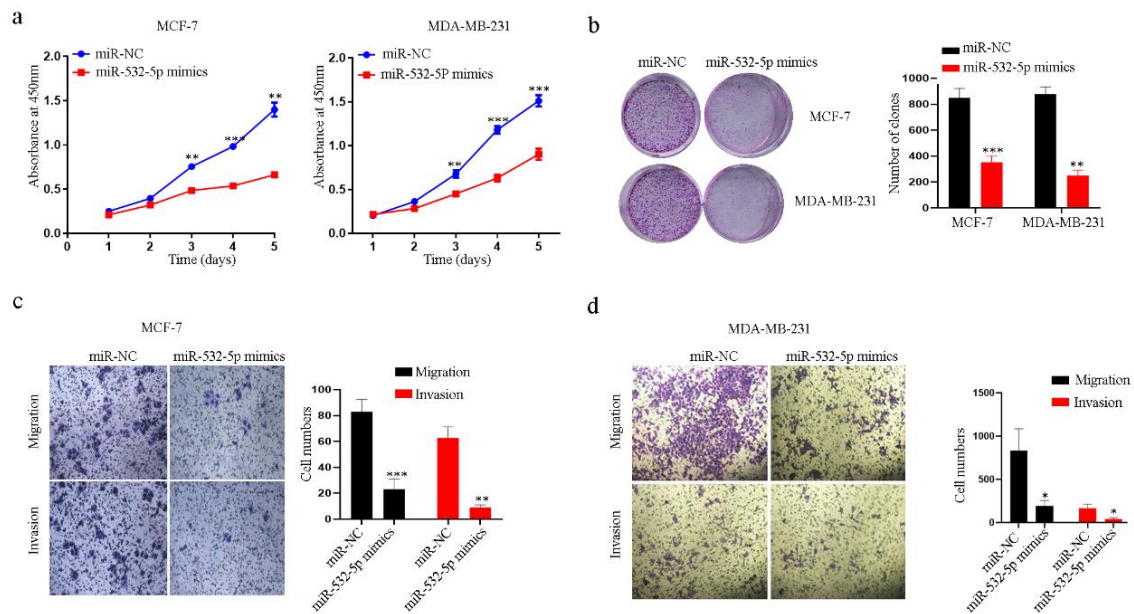 a
MCF-7
miR-NC
miR-532-5p mimics
Absorbance at 450nm
2.0
1.5
1.0
0.5
0.0
**
***
**
0
1
2
3
4
5
Time (days)
MDA-MB-231
miR-NC
miR-532-5P mimics
Absorbance at 450nm
2.0
1.5
1.0
0.5
0.0
**
***
***
1
2
3
4
5
Time (days)
b
miR-NC
miR-532-5p mimics
MCF-7
MDA-MB-231
miR-NC
miR-532-5p mimics
Number of clones
1000
800
600
400
200
0
***
**
MCF-7
MDA-MB-231
c
MCF-7
miR-NC
miR-532-5p mimics
Migration
Invasion
Migration
Invasion
Cell numbers
100
80
60
40
20
0
***
**
miR-NC
miR-532-5p mimics
miR-NC
miR-532-5p mimics
d
MDA-MB-231
miR-NC
miR-532-5p mimics
Migration
Invasion
Migration
Invasion
Cell numbers
1500
1000
500
0
*
*
miR-NC
miR-532-5p mimics
miR-NC
miR-532-5p mimics